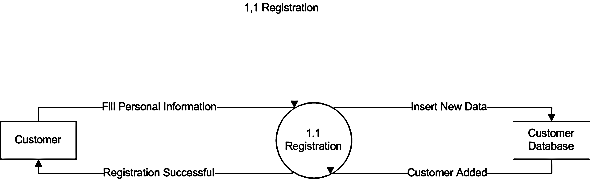 1,1 Registration
Fill Personal Information
Insert New Data
Customer
1.1
Registration
Customer
Database
Registration Successful
Customer Added